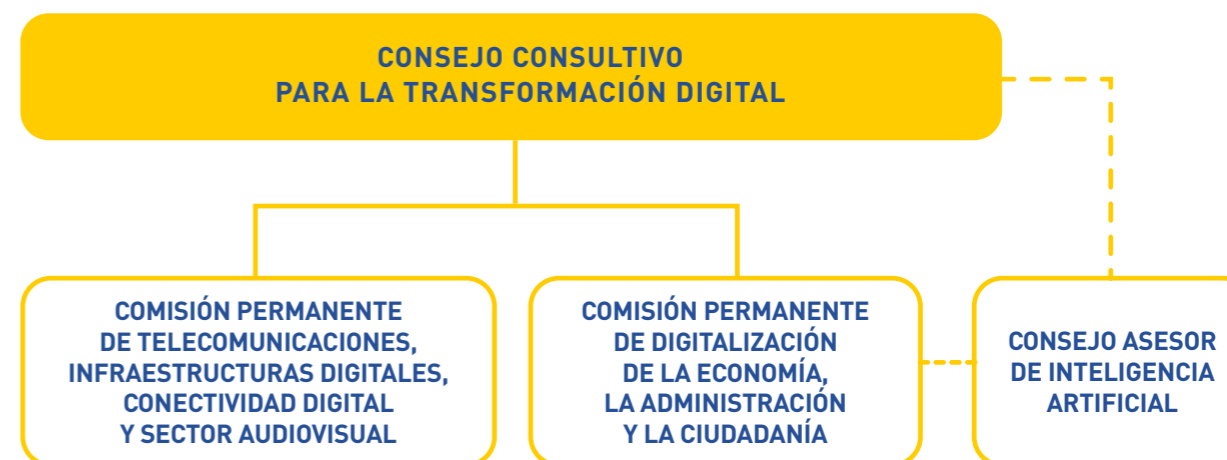 CONSEJO CONSULTIVO
PARA LA TRANSFORMACIÓN DIGITAL
COMISIÓN PERMANENTE
DE TELECOMUNICACIONES,
INFRAESTRUCTURAS DIGITALES,
CONECTIVIDAD DIGITAL
Y SECTOR AUDIOVISUAL
COMISIÓN PERMANENTE
DE DIGITALIZACIÓN
DE LA ECONOMÍA,
LA ADMINISTRACIÓN
Y LA CIUDADANÍA
CONSEJO ASESOR
DE INTELIGENCIA
ARTIFICIAL